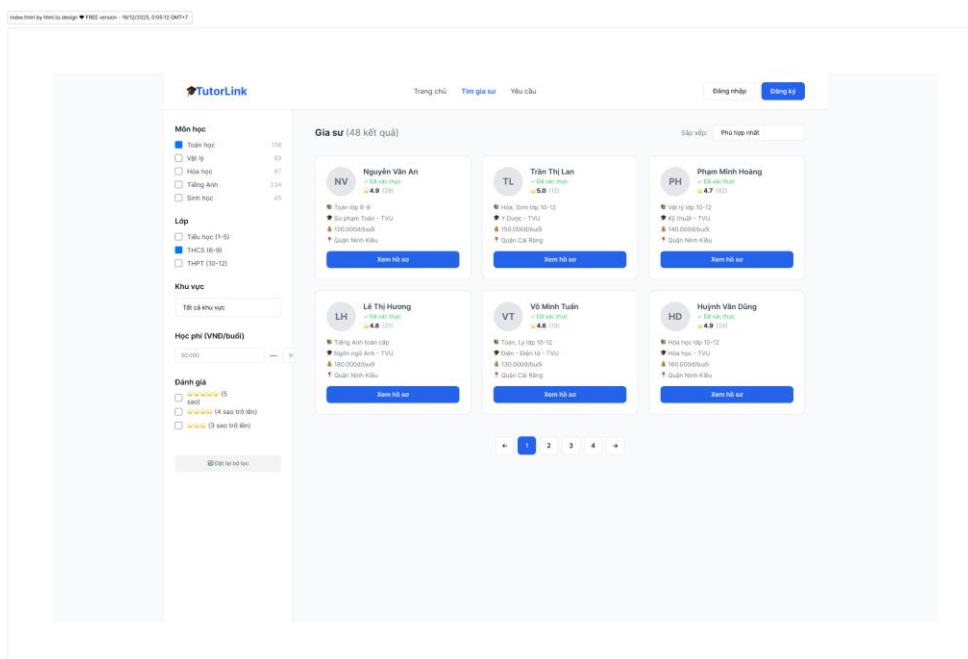 index.html by html.to.design ❤ FREE version - 19/12/2025, 0:05:12 GMT+7
TutorLink
Trang chủ Tìm gia sư Yêu cầu
Đăng nhập Đăng ký
Môn học
Toán học 156
Vật lý 89
Hóa học 67
Tiếng Anh 234
Sinh học 45
Lớp
Tiểu học (1-5)
THCS (6-9)
THPT (10-12)
Khu vực
Tất cả khu vực
Học phí (VNĐ/buổi)
50.000 —
Đánh giá
(5 sao)
(4 sao trở lên)
(3 sao trở lên)
Đặt lại bộ lọc
Gia sư (48 kết quả)
Sắp xếp: Phù hợp nhất
NV
Nguyễn Văn An
✓ Đã xác thực
4.9 (28)
Toán lớp 6-9
Sư phạm Toán - TVU
120.000đ/buổi
Quận Ninh Kiều
Xem hồ sơ
TL
Trần Thị Lan
✓ Đã xác thực
5.0 (15)
Hóa, Sinh lớp 10-12
Y Dược - TVU
150.000đ/buổi
Quận Cái Răng
Xem hồ sơ
PH
Phạm Minh Hoàng
✓ Đã xác thực
4.7 (42)
Vật lý lớp 10-12
Kỹ thuật - TVU
140.000đ/buổi
Quận Ninh Kiều
Xem hồ sơ
LH
Lê Thị Hương
✓ Đã xác thực
4.8 (31)
Tiếng Anh toàn cấp
Ngôn ngữ Anh - TVU
180.000đ/buổi
Quận Ninh Kiều
Xem hồ sơ
VT
Võ Minh Tuấn
✓ Đã xác thực
4.6 (19)
Toán, Lý lớp 10-12
Điện - Điện tử - TVU
130.000đ/buổi
Quận Cái Răng
Xem hồ sơ
HD
Huỳnh Văn Dũng
✓ Đã xác thực
4.9 (24)
Hóa học lớp 10-12
Hóa học - TVU
160.000đ/buổi
Quận Ninh Kiều
Xem hồ sơ
← 1 2 3 4 →